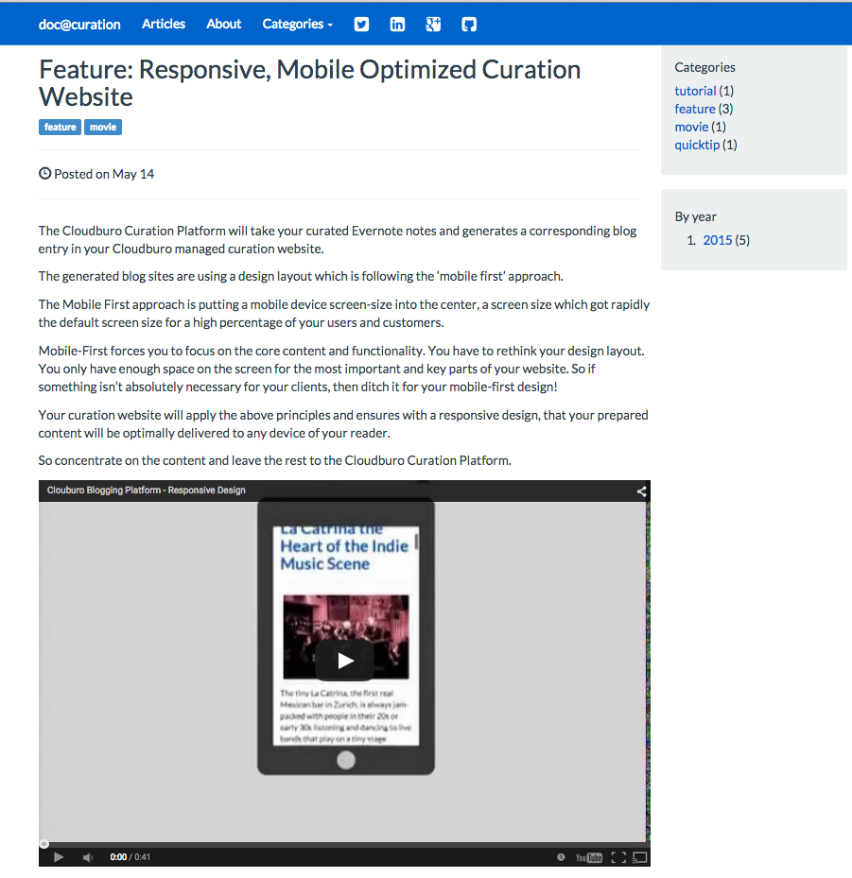 doc@curation Articles About Categories
Feature: Responsive, Mobile Optimized Curation
Website
feature movie
Posted on May 14
The Cloudburo Curation Platform will take your curated Evernote notes and generates a corresponding blog
entry in your Cloudburo managed curation website.
The generated blog sites are using a design layout which is following the ‘mobile first’ approach.
The Mobile First approach is putting a mobile device screen-size into the center, a screen size which got rapidly
the default screen size for a high percentage of your users and customers.
Mobile-First forces you to focus on the core content and functionality. You have to rethink your design layout.
You only have enough space on the screen for the most important and key parts of your website. So if
something isn’t absolutely necessary for your clients, then ditch it for your mobile-first design!
Your curation website will apply the above principles and ensures with a responsive design, that your prepared
content will be optimally delivered to any device of your reader.
So concentrate on the content and leave the rest to the Cloudburo Curation Platform.
Clouburo Blogging Platform - Responsive Design
La Catrina the
Heart of the Indie
Music Scene
The tiny La Catrina, the first real
Mexican bar in Zurich, is always jam-
packed with people in their 20s or
early 30s listening and dancing to live
bands that play on a tiny stage
0:00 / 0:41
YouTube
Categories
tutorial (1)
feature (3)
movie (1)
quicktip (1)
By year
1. 2015 (5)